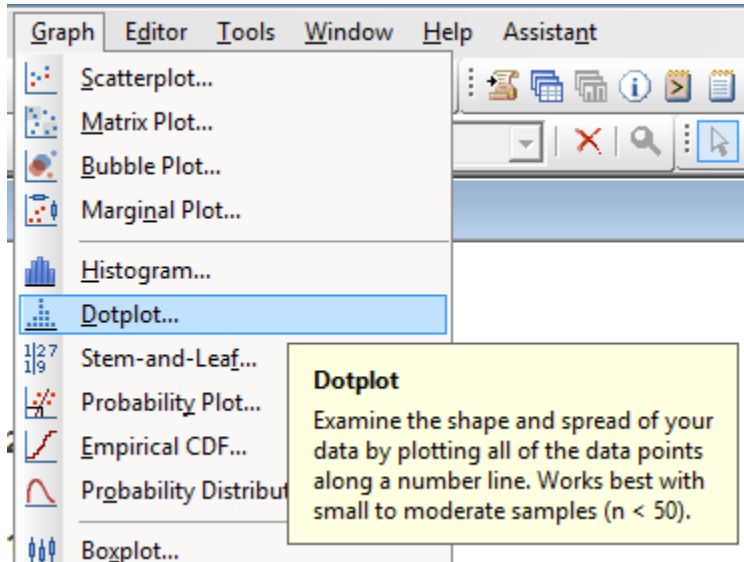 Graph Editor Tools Window Help Assistant
Scatterplot...
Matrix Plot...
Bubble Plot...
Marginal Plot...
Histogram...
Dotplot...
Stem-and-Leaf...
Probability Plot...
Empirical CDF...
Probability Distribut
Boxplot...
Dotplot
Examine the shape and spread of your
data by plotting all of the data points
along a number line. Works best with
small to moderate samples (n < 50).